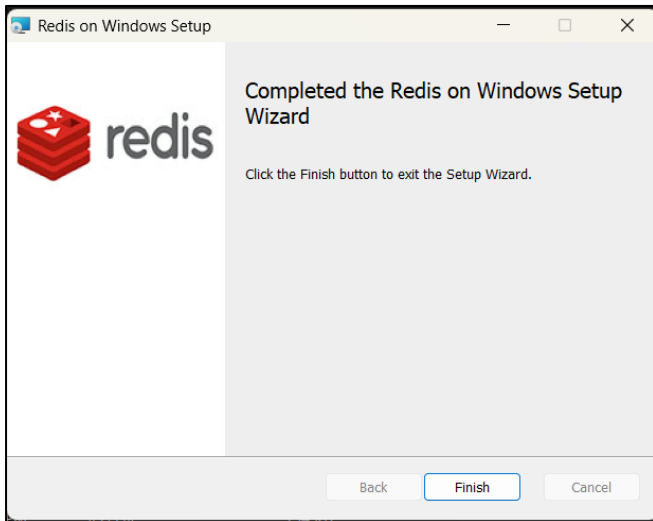 Redis on Windows Setup
redis
Completed the Redis on Windows Setup
Wizard
Click the Finish button to exit the Setup Wizard.
Back
Finish
Cancel